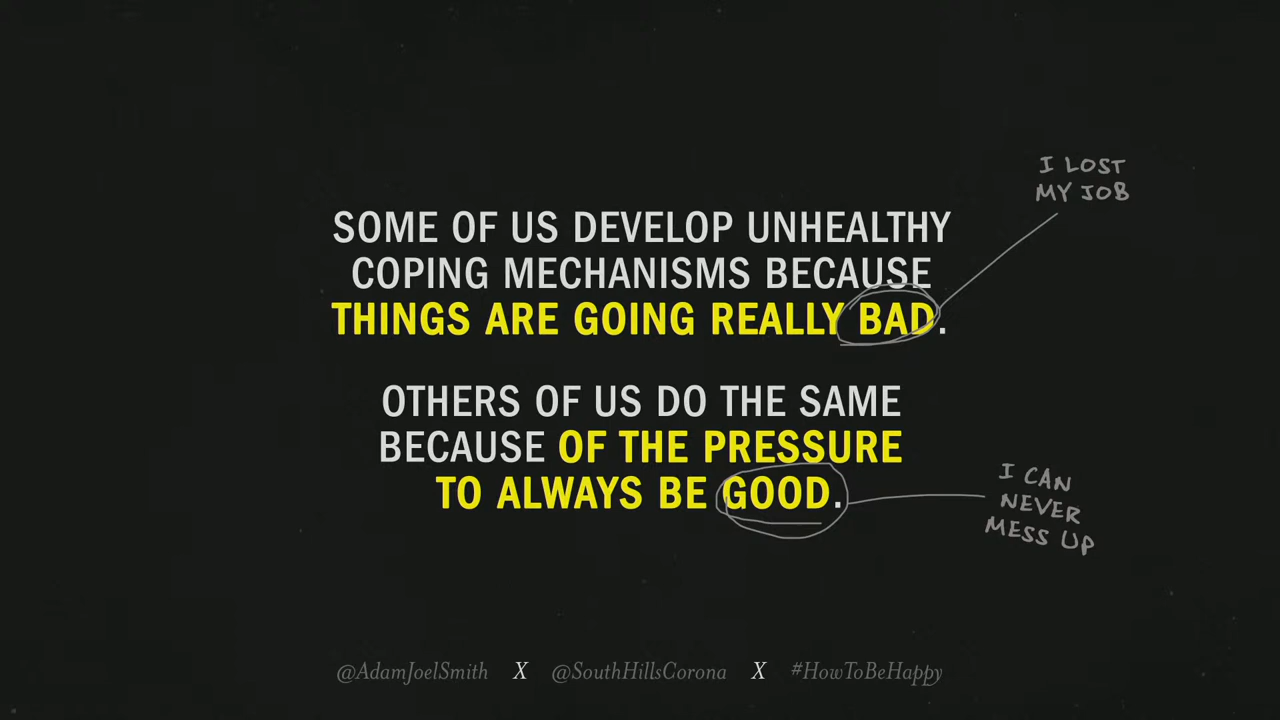 I LOST
MY JOB
SOME OF US DEVELOP UNHEALTHY
COPING MECHANISMS BECAUSE
THINGS ARE GOING REALLY BAD.
OTHERS OF US DO THE SAME
BECAUSE OF THE PRESSURE
TO ALWAYS BE GOOD.
I CAN
NEVER
MESS UP
@AdamJoelSmith X @SouthHillsCorona X #HowToBeHappy